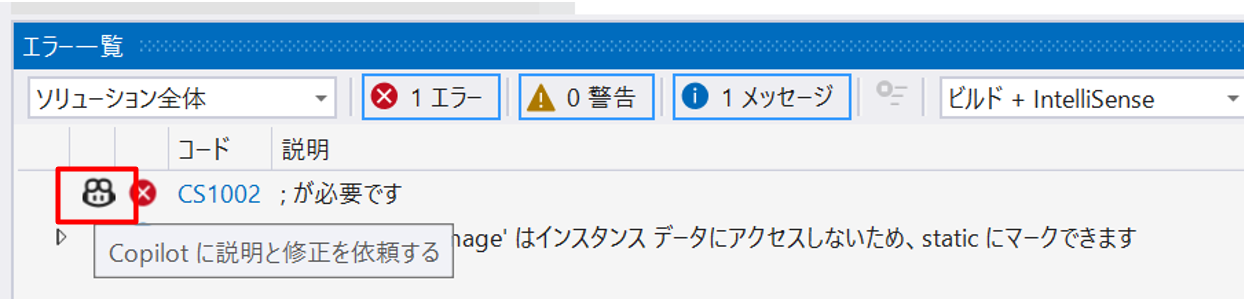 エラー一覧
ソリューション全体 1 エラー 0 警告 1 メッセージ ビルド + IntelliSense
コード 説明
CS1002 ; が必要です
nage' はインスタンス データにアクセスしないため、static にマークできます
Copilot に説明と修正を依頼する